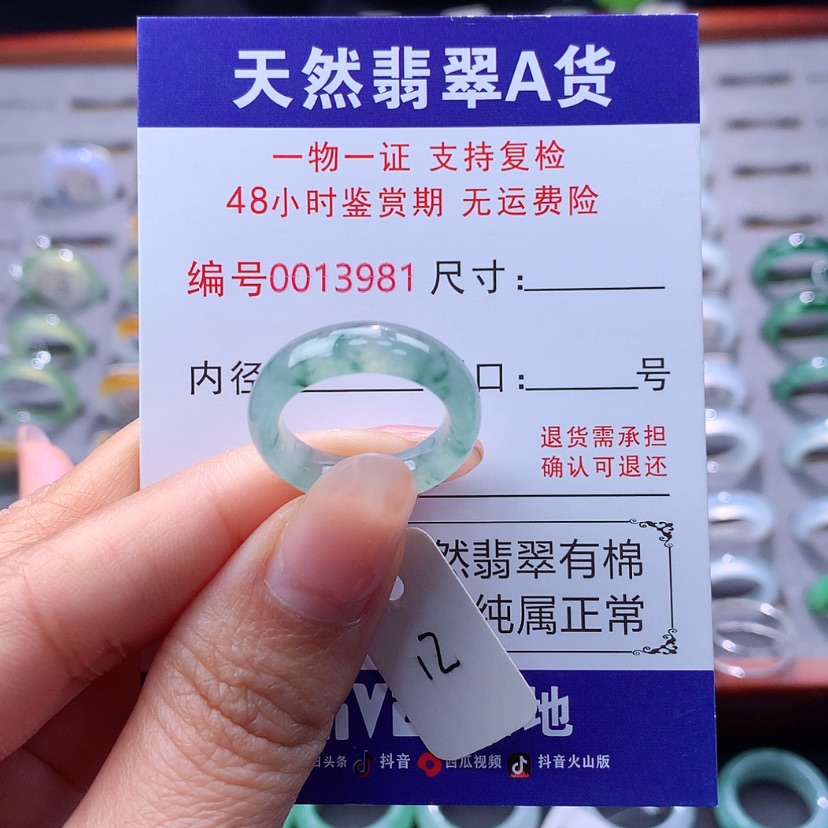 天然翡翠A货
一物一证 支持复检
48小时鉴赏期 无运费险
编号0013981 尺寸:
内径 口: 号
退货需承担
确认可退还
然翡翠有棉
纯属正常
12
地
头条 抖音 西瓜视频 抖音火山版